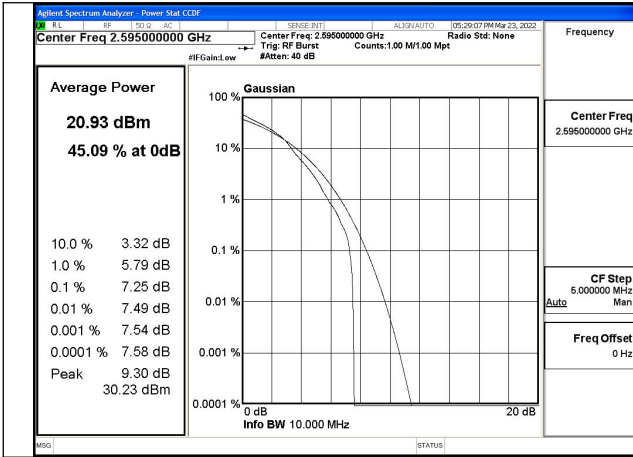 Agilent Spectrum Analyzer - Power Stat CCDF
RL RF 50 Ω AC SENSE:INT ALIGN AUTO 05:29:07 PM Mar 23, 2022
Center Freq 2.595000000 GHz
Center Freq: 2.595000000 GHz Radio Std: None
Trig: RF Burst Counts:1.00 M/1.00 Mpt
#IFGain:Low #Atten: 40 dB
Frequency
Average Power
20.93 dBm
45.09 % at 0dB
10.0 % 3.32 dB
1.0 % 5.79 dB
0.1 % 7.25 dB
0.01 % 7.49 dB
0.001 % 7.54 dB
0.0001 % 7.58 dB
Peak 9.30 dB
30.23 dBm
Gaussian
100 %
10 %
1 %
0.1 %
0.01 %
0.001 %
0.0001 %
0 dB 20 dB
Info BW 10.000 MHz
Center Freq
2.595000000 GHz
CF Step
5.000000 MHz
Auto Man
Freq Offset
0 Hz
MSG STATUS